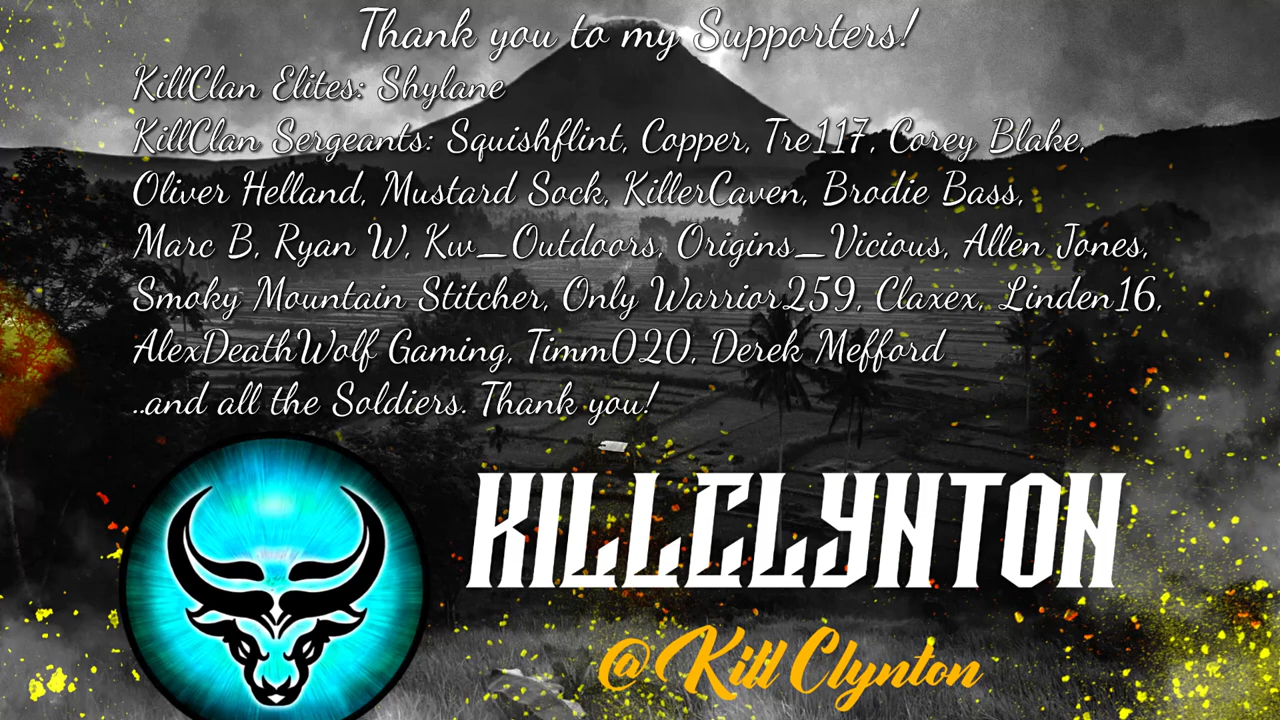 Thank you to my Supporters!
KillClan Elites: Shylane
KillClan Sergeants: Squishflint, Copper, Tre117, Corey Blake,
Oliver Helland, Mustard Sock, KillerCaven, Brodie Bass,
Marc B, Ryan W, Kw_Outdoors, Origins_Vicious, Allen Jones,
Smoky Mountain Stitcher, Only Warrior259, Claxex, Linden16,
AlexDeathWolf Gaming, Timm020, Derek Mefford
..and all the Soldiers. Thank you!
KILLCLYNTON
@KillClynton